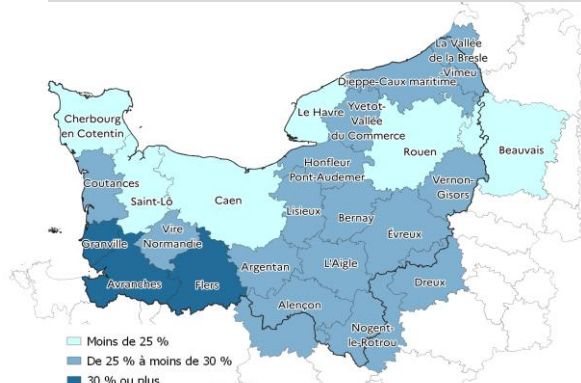 La Vallée
de la Bresle
-Vimeu
Dieppe-Caux maritime
Cherbourg
en Cotentin
Le Havre
Yvetot-
Vallée
du Commerce
Rouen
Beauvais
Coutances
Saint-Lô
Caen
Honfleur
Pont-Audemer
Vernon-
Gisors
Lisieux
Bernay
Évreux
Vire
Normandie
Granville
Avranches
Flers
Argentan
L'Aigle
Dreux
Alençon
Nogent-
le-Rotrou
Moins de 25 %
De 25 % à moins de 30 %
30 % ou plus